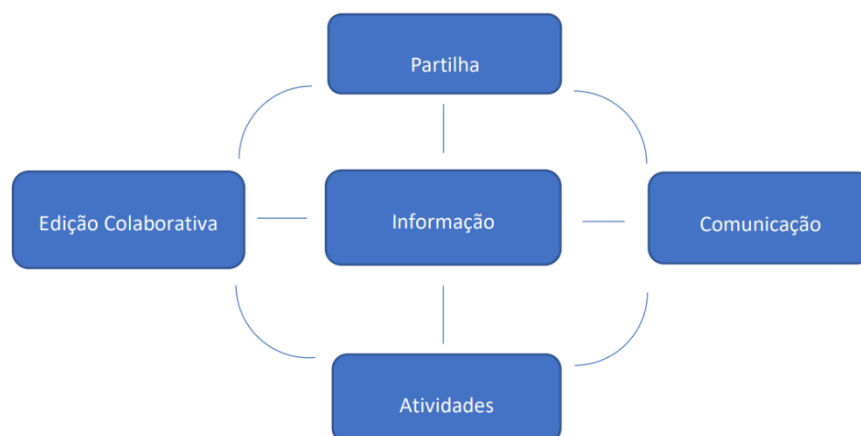 Partilha
Edição Colaborativa
Informação
Comunicação
Atividades